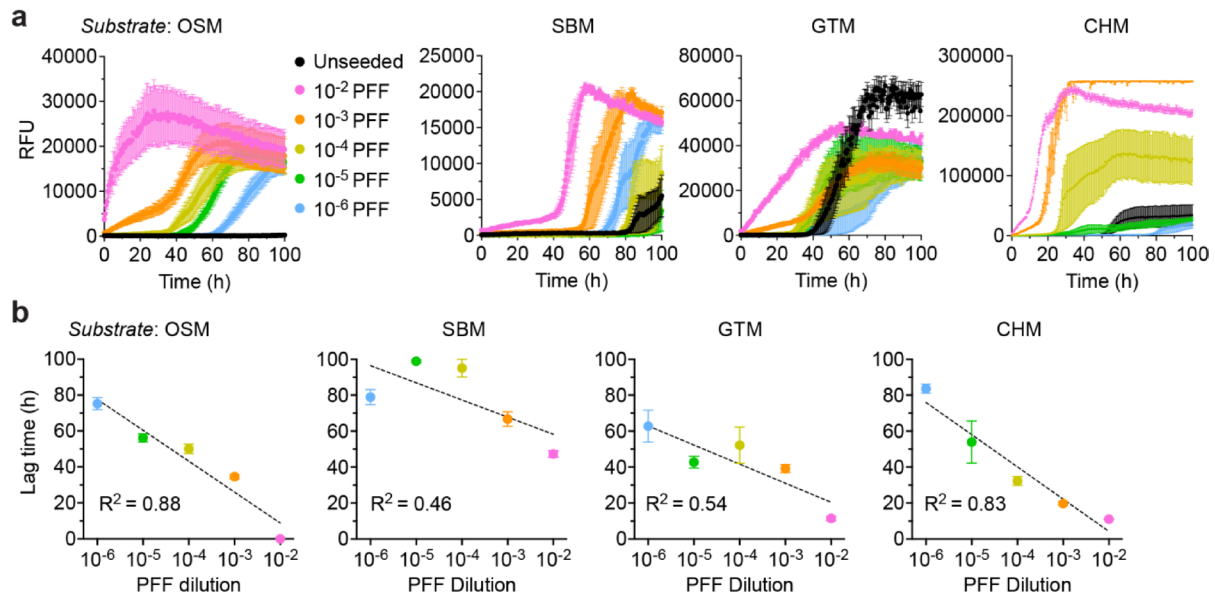 a
Substrate: OSM
SBM
GTM
CHM
Unseeded
10⁻² PFF
10⁻³ PFF
10⁻⁴ PFF
10⁻⁵ PFF
10⁻⁶ PFF
RFU
40000
30000
20000
10000
0
0 20 40 60 80 100
Time (h)
25000
20000
15000
10000
5000
0
0 20 40 60 80 100
Time (h)
80000
60000
40000
20000
0
0 20 40 60 80 100
Time (h)
300000
200000
100000
0
0 20 40 60 80 100
Time (h)
b
Substrate: OSM
SBM
GTM
CHM
Lag time (h)
100
80
60
40
20
0
R² = 0.88
10⁻⁶ 10⁻⁵ 10⁻⁴ 10⁻³ 10⁻²
PFF dilution
100
80
60
40
20
0
R² = 0.46
10⁻⁶ 10⁻⁵ 10⁻⁴ 10⁻³ 10⁻²
PFF Dilution
100
80
60
40
20
0
R² = 0.54
10⁻⁶ 10⁻⁵ 10⁻⁴ 10⁻³ 10⁻²
PFF Dilution
100
80
60
40
20
0
R² = 0.83
10⁻⁶ 10⁻⁵ 10⁻⁴ 10⁻³ 10⁻²
PFF Dilution